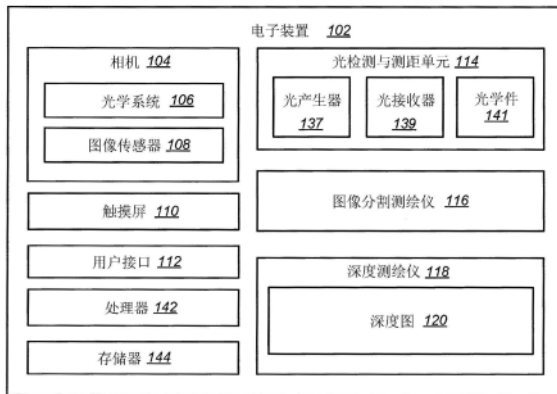 电子装置 102
相机 104
光学系统 106
图像传感器 108
触摸屏 110
用户接口 112
处理器 142
存储器 144
光检测与测距单元 114
光产生器 137
光接收器 139
光学件 141
图像分割测绘仪 116
深度测绘仪 118
深度图 120